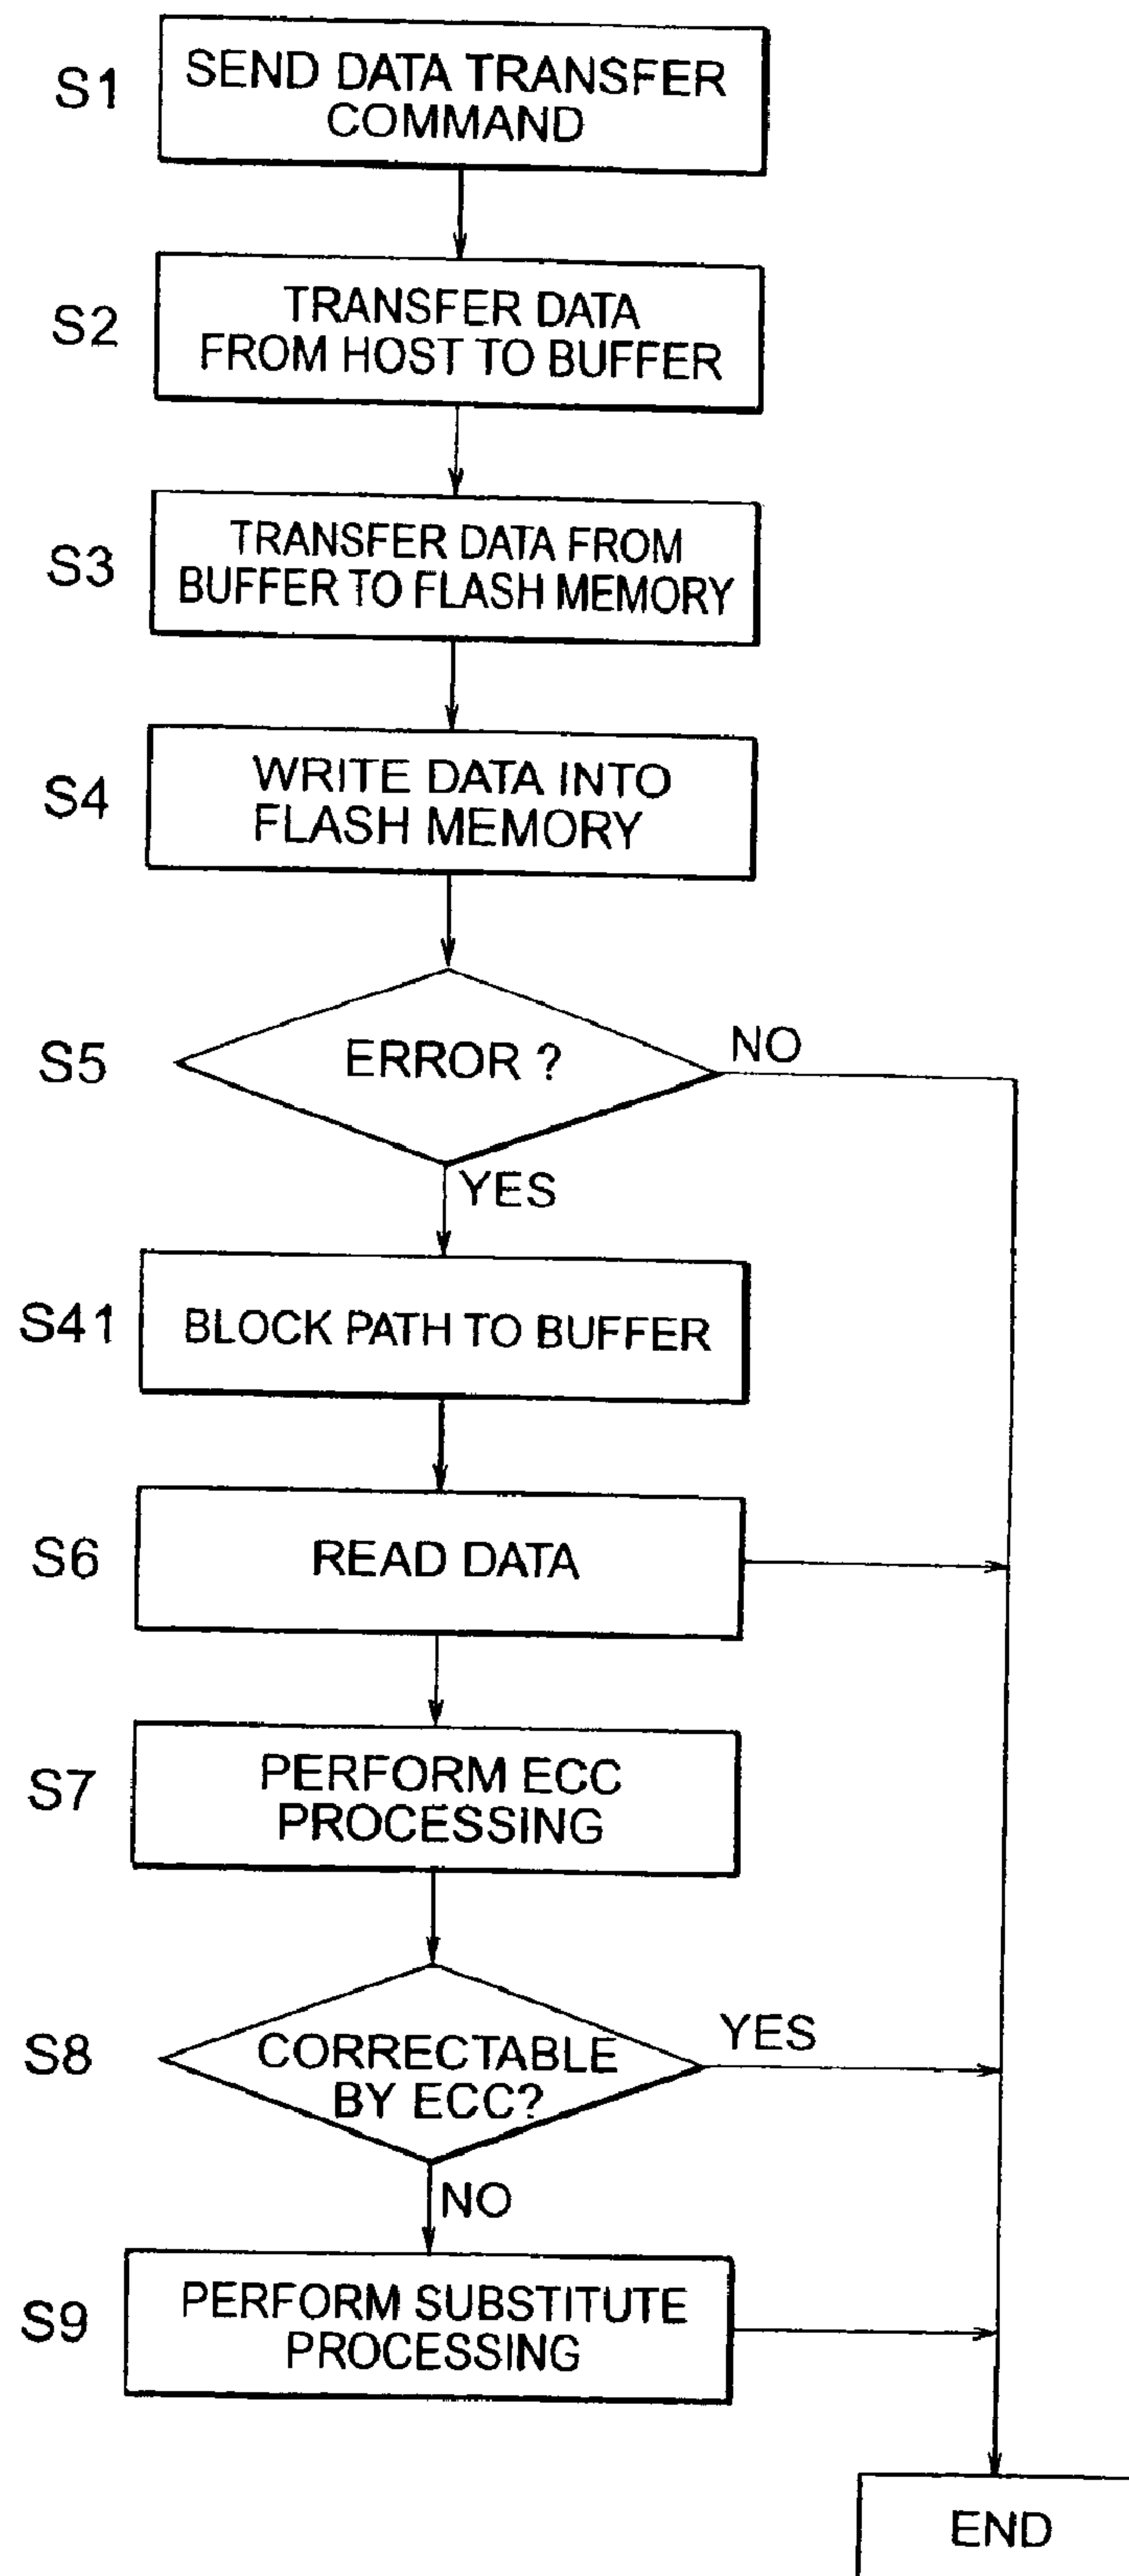 S1
SEND DATA TRANSFER
COMMAND
S2
TRANSFER DATA
FROM HOST TO BUFFER
S3
TRANSFER DATA FROM
BUFFER TO FLASH MEMORY
S4
WRITE DATA INTO
FLASH MEMORY
S5
ERROR ?
NO
YES
S41
BLOCK PATH TO BUFFER
S6
READ DATA
S7
PERFORM ECC
PROCESSING
S8
CORRECTABLE
BY ECC?
YES
NO
S9
PERFORM SUBSTITUTE
PROCESSING
END